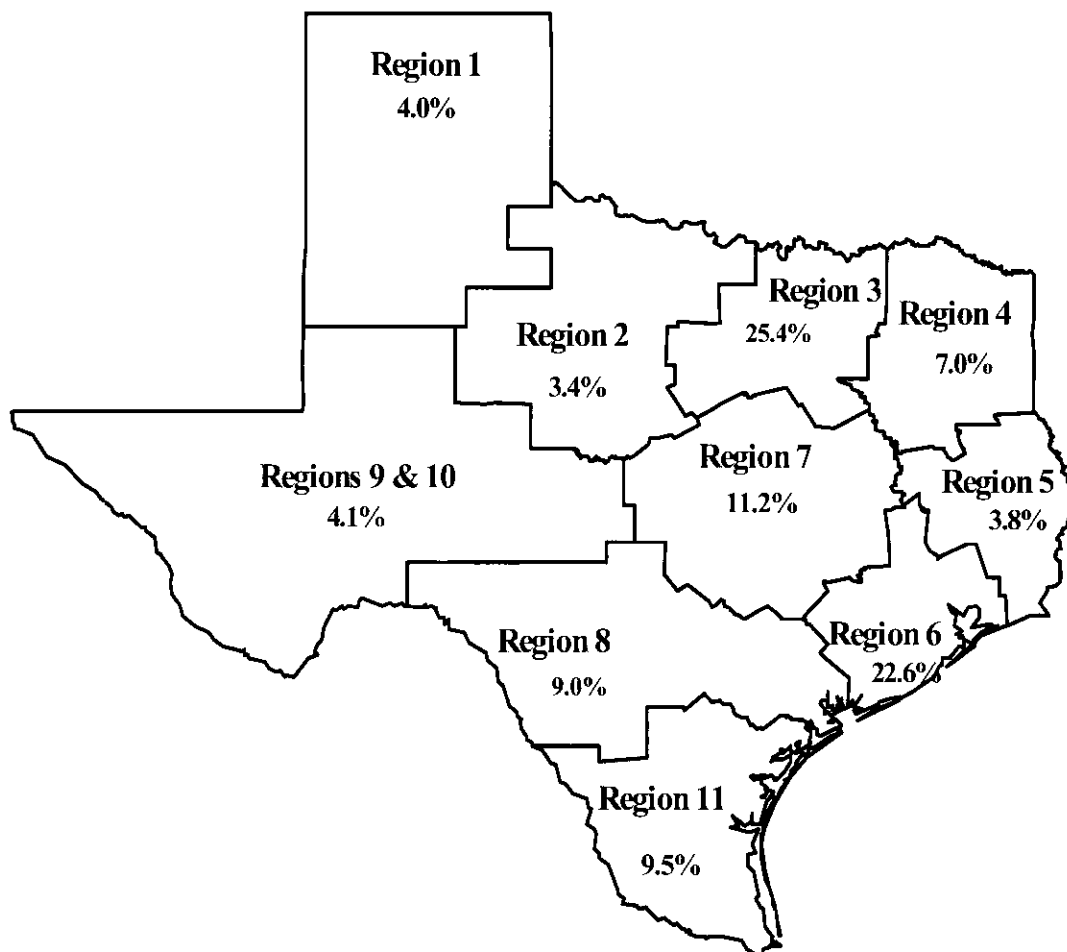 Region 1
4.0%
Region 2
3.4%
Region 3
25.4%
Region 4
7.0%
Regions 9 & 10
4.1%
Region 7
11.2%
Region 5
3.8%
Region 8
9.0%
Region 6
22.6%
Region 11
9.5%